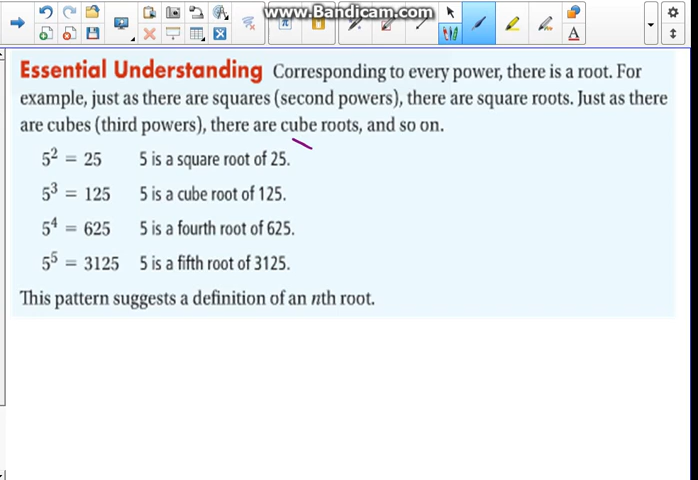 www.Bandicam.com
Essential Understanding Corresponding to every power, there is a root. For
example, just as there are squares (second powers), there are square roots. Just as there
are cubes (third powers), there are cube roots, and so on.
5² = 25 5 is a square root of 25.
5³ = 125 5 is a cube root of 125.
5⁴ = 625 5 is a fourth root of 625.
5⁵ = 3125 5 is a fifth root of 3125.
This pattern suggests a definition of an nth root.